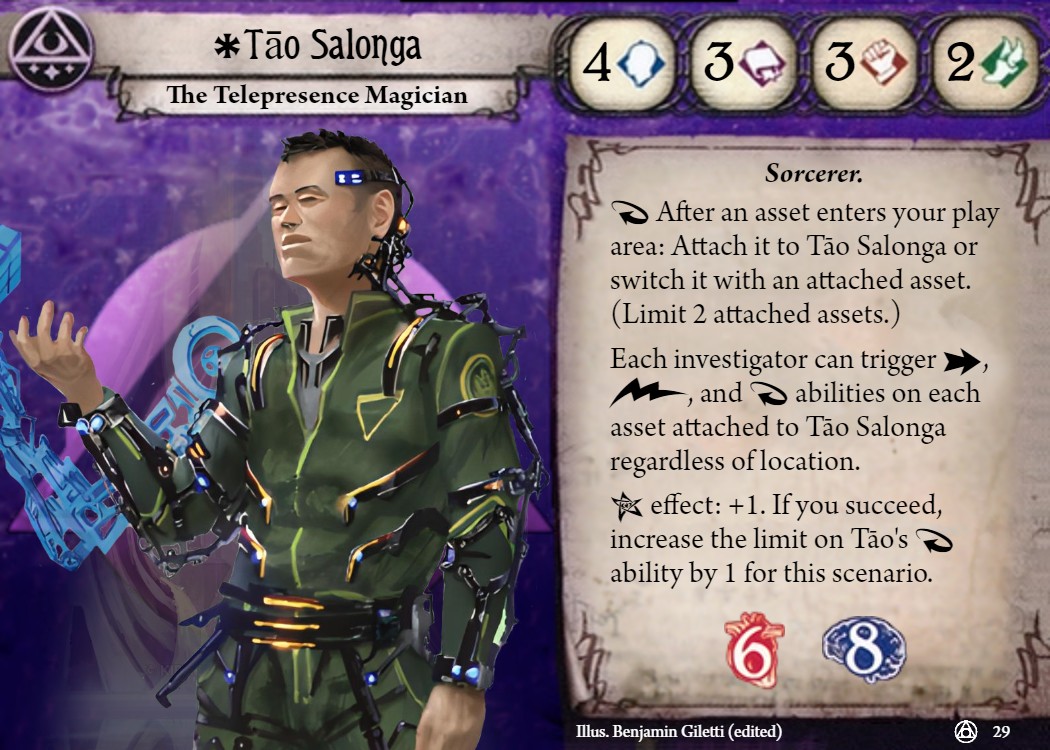 *Tāo Salonga
The Telepresence Magician
4 3 3 2
Sorcerer.
After an asset enters your play
area: Attach it to Tāo Salonga or
switch it with an attached asset.
(Limit 2 attached assets.)
Each investigator can trigger ,
, and abilities on each
asset attached to Tāo Salonga
regardless of location.
effect: +1. If you succeed,
increase the limit on Tāo's
ability by 1 for this scenario.
6 8
Illus. Benjamin Giletti (edited)
29